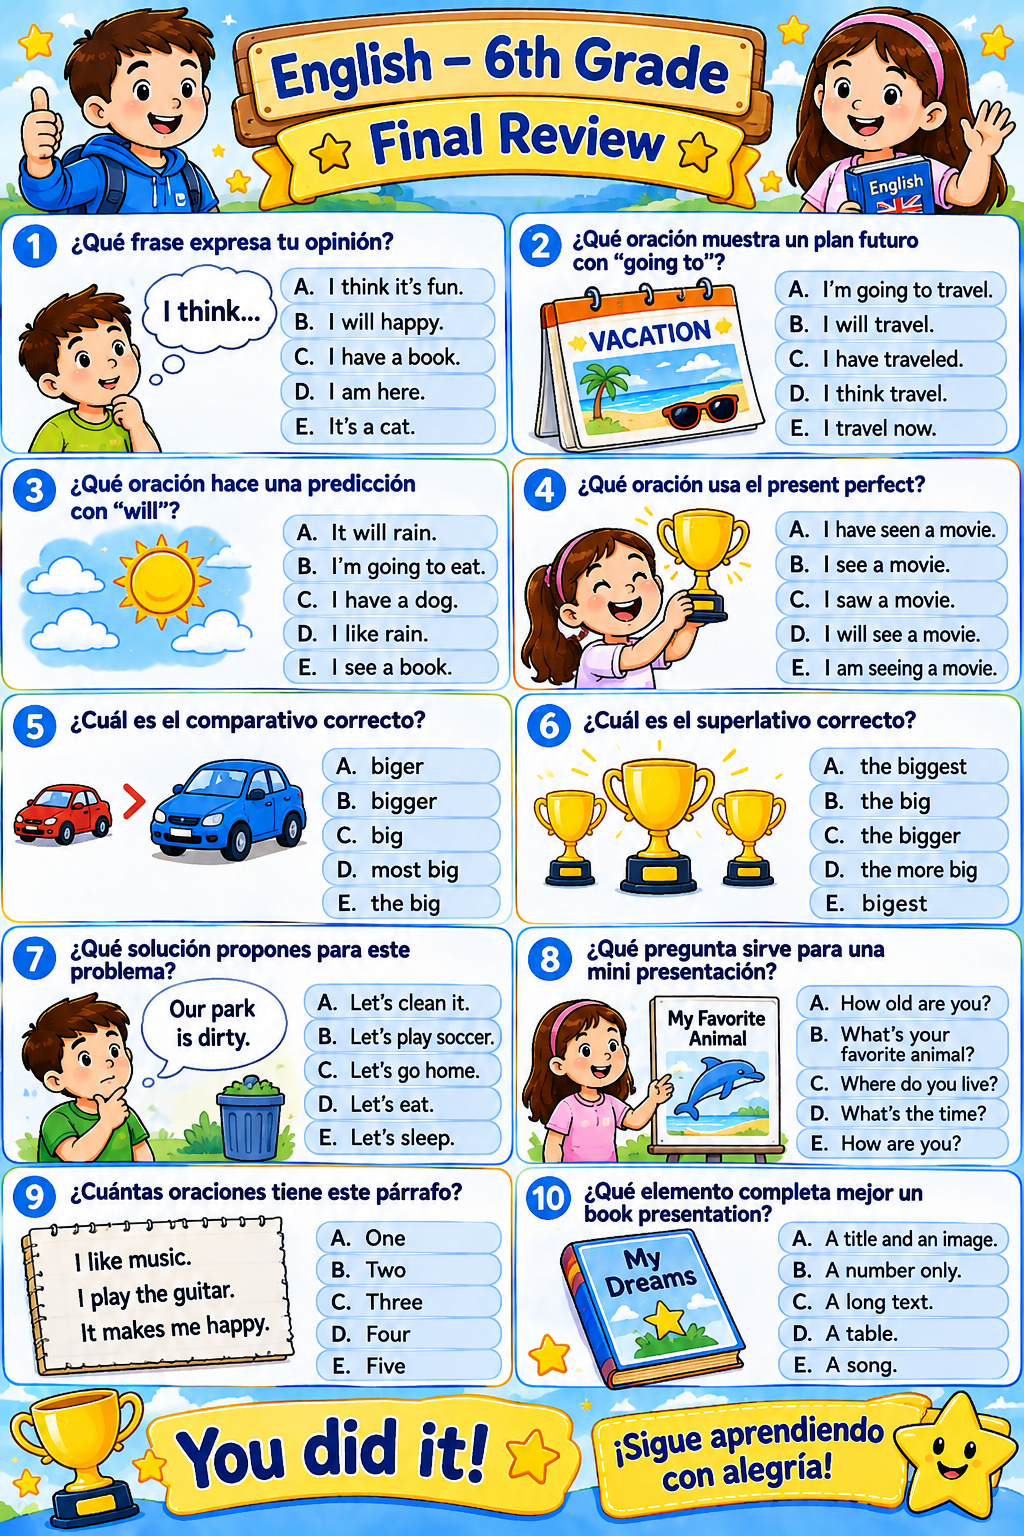 English – 6th Grade
Final Review
English
1
¿Qué frase expresa tu opinión?
I think...
A. I think it's fun.
B. I will happy.
C. I have a book.
D. I am here.
E. It's a cat.
2
¿Qué oración muestra un plan futuro
con “going to”?
VACATION
A. I'm going to travel.
B. I will travel.
C. I have traveled.
D. I think travel.
E. I travel now.
3
¿Qué oración hace una predicción
con “will”?
A. It will rain.
B. I'm going to eat.
C. I have a dog.
D. I like rain.
E. I see a book.
4
¿Qué oración usa el present perfect?
A. I have seen a movie.
B. I see a movie.
C. I saw a movie.
D. I will see a movie.
E. I am seeing a movie.
5
¿Cuál es el comparativo correcto?
>
A. biger
B. bigger
C. big
D. most big
E. the big
6
¿Cuál es el superlativo correcto?
A. the biggest
B. the big
C. the bigger
D. the more big
E. bigest
7
¿Qué solución propones para este
problema?
Our park
is dirty.
A. Let's clean it.
B. Let's play soccer.
C. Let's go home.
D. Let's eat.
E. Let's sleep.
8
¿Qué pregunta sirve para una
mini presentación?
My Favorite
Animal
A. How old are you?
B. What's your
favorite animal?
C. Where do you live?
D. What's the time?
E. How are you?
9
¿Cuántas oraciones tiene este párrafo?
I like music.
I play the guitar.
It makes me happy.
A. One
B. Two
C. Three
D. Four
E. Five
10
¿Qué elemento completa mejor un
book presentation?
My
Dreams
A. A title and an image.
B. A number only.
C. A long text.
D. A table.
E. A song.
You did it!
¡Sigue aprendiendo
con alegría!